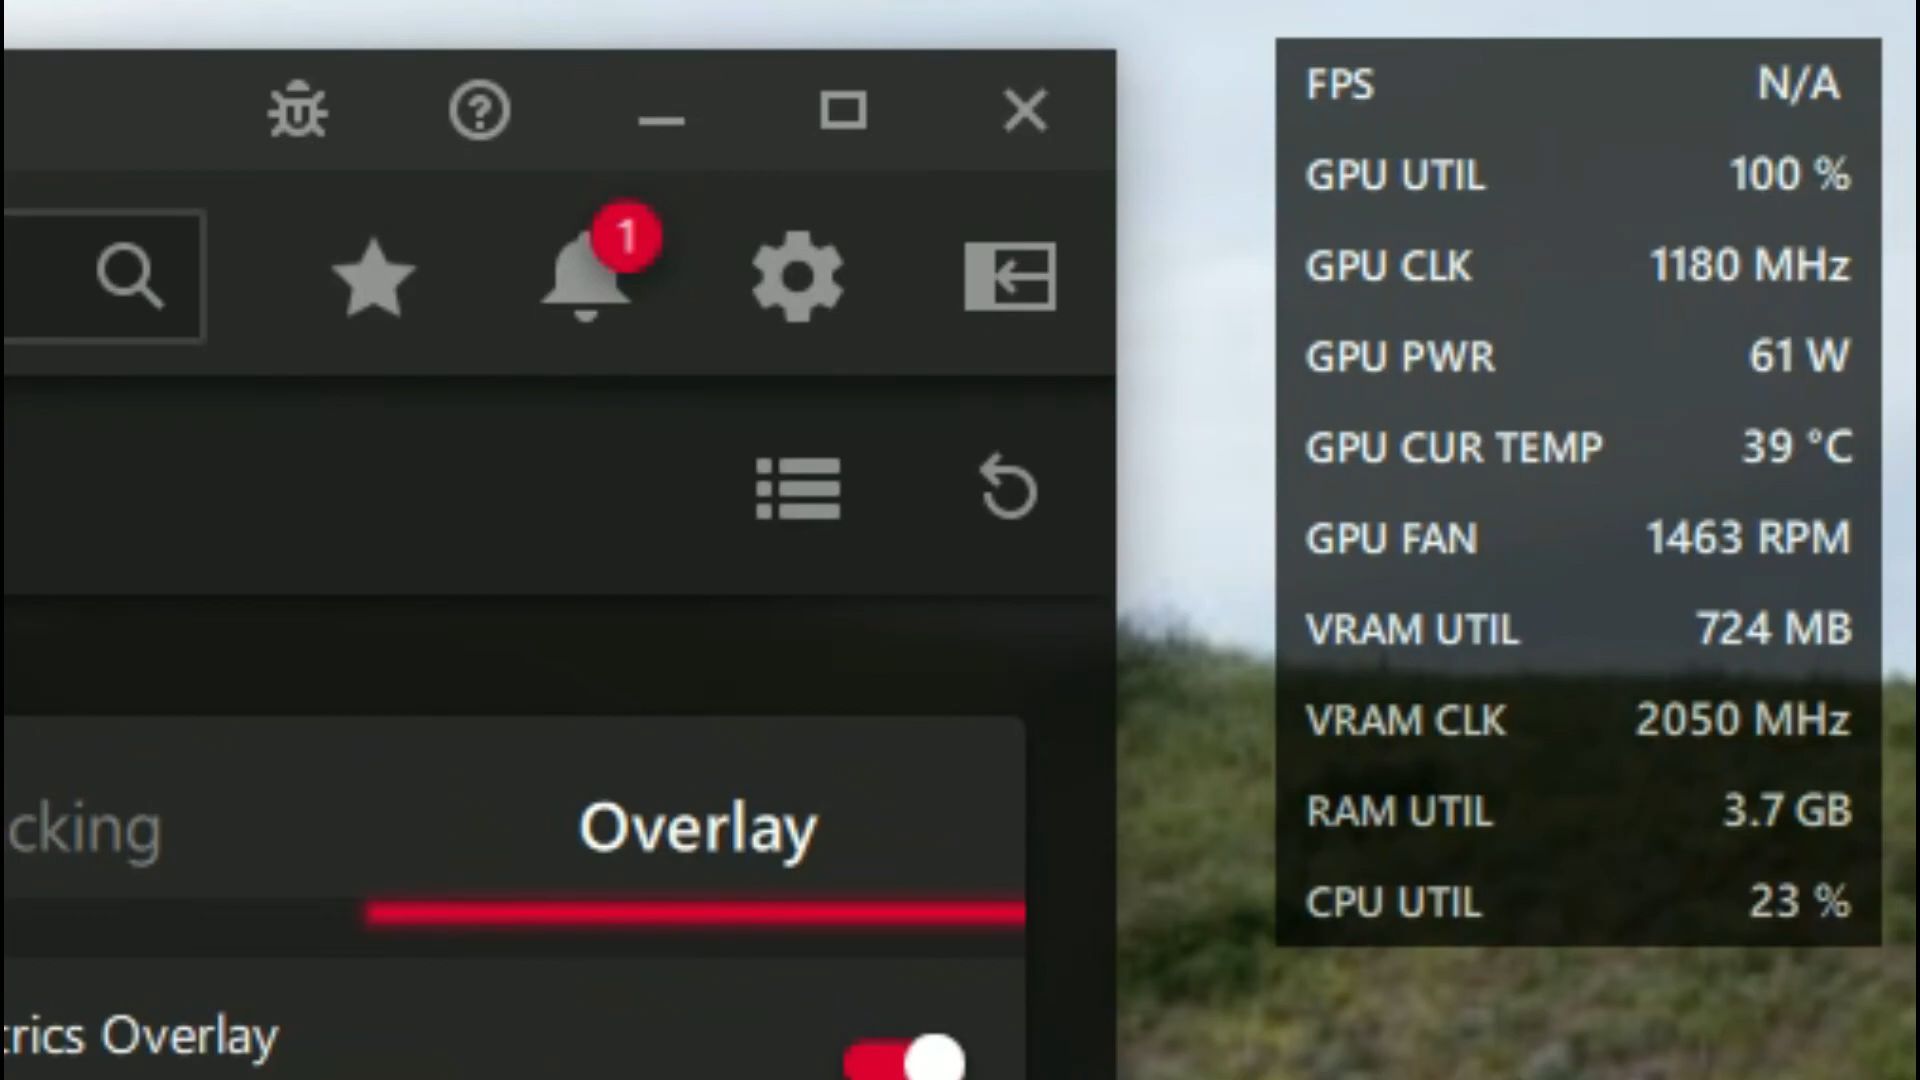 1
cking
Overlay
trics Overlay
FPS N/A
GPU UTIL 100 %
GPU CLK 1180 MHz
GPU PWR 61 W
GPU CUR TEMP 39 °C
GPU FAN 1463 RPM
VRAM UTIL 724 MB
VRAM CLK 2050 MHz
RAM UTIL 3.7 GB
CPU UTIL 23 %